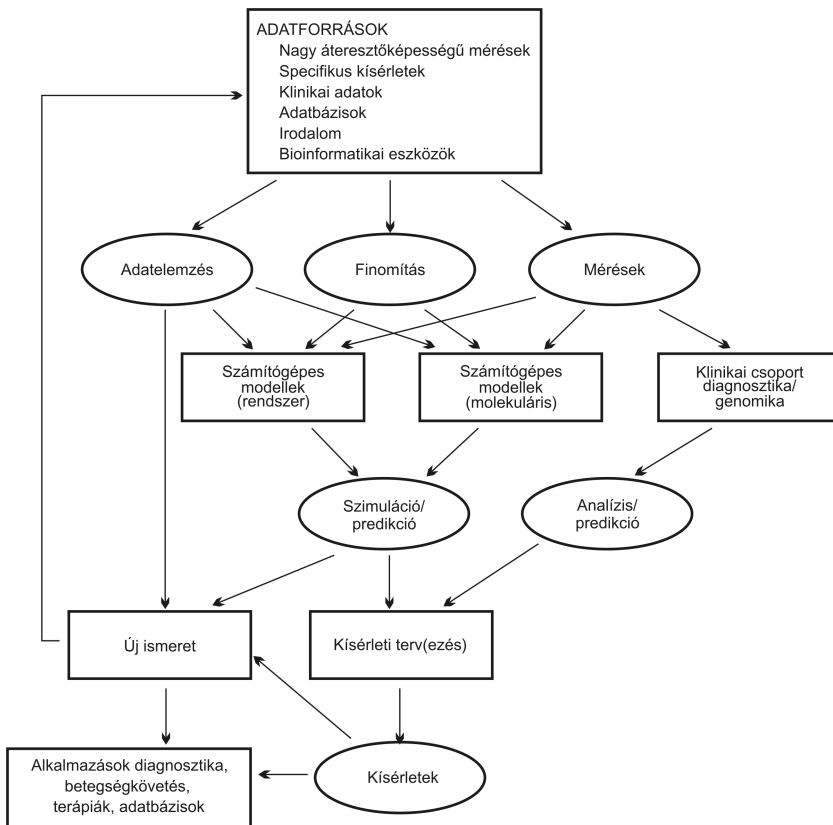 ADATFORRÁSOK
Nagy áteresztőképességű mérések
Specifikus kísérletek
Klinikai adatok
Adatbázisok
Irodalom
Bioinformatikai eszközök
Adatelemzés
Finomítás
Mérések
Számítógépes
modellek
(rendszer)
Számítógépes
modellek
(molekuláris)
Klinikai csoport
diagnosztika/
genomika
Szimuláció/
predikció
Analízis/
predikció
Új ismeret
Kísérleti terv(ezés)
Alkalmazások diagnosztika,
betegségkövetés,
terápiák, adatbázisok
Kísérletek